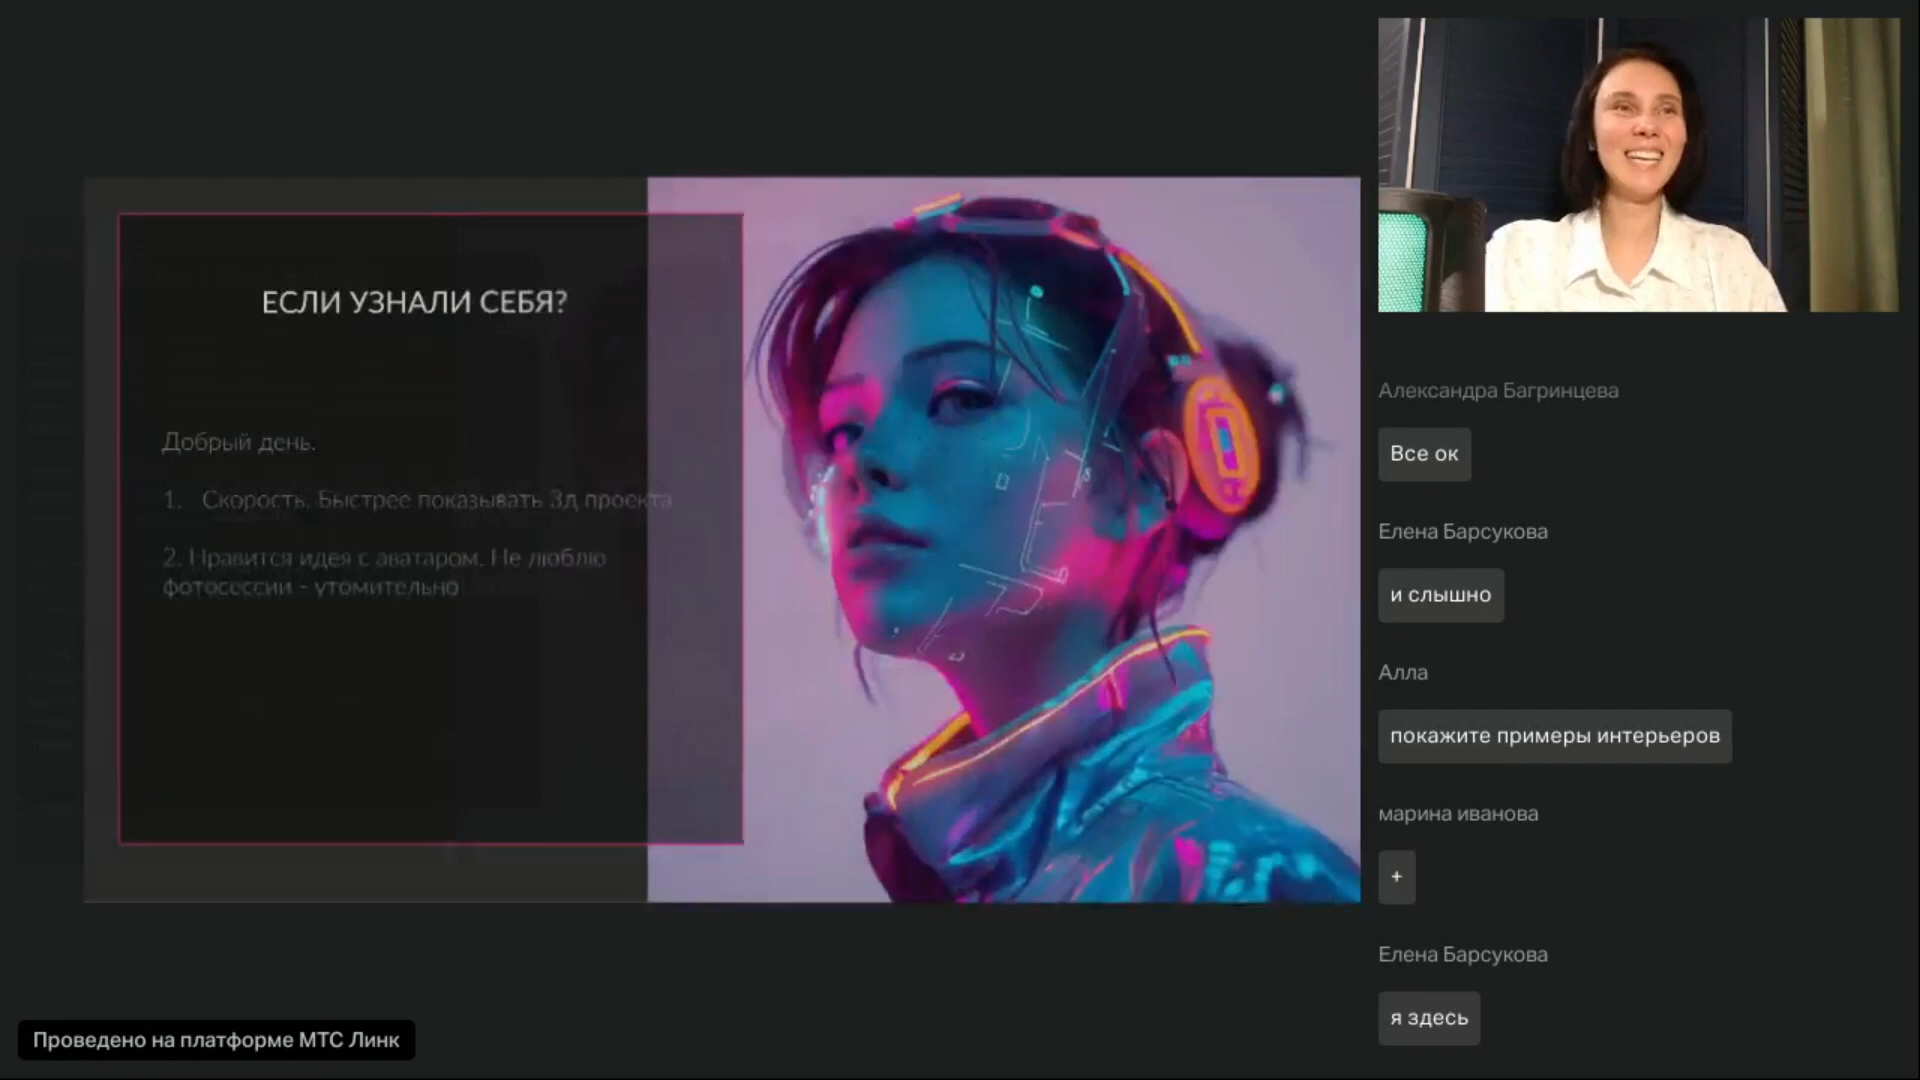 ЕСЛИ УЗНАЛИ СЕБЯ?
Добрый день.
1. Скорость. Быстрее показывать 3д проекта
2. Нравится идея с аватаром. Не люблю
фотосессии - утомительно
Александра Багринцева
Все ок
Елена Барсукова
и слышно
Алла
покажите примеры интерьеров
марина иванова
+
Елена Барсукова
я здесь
Проведено на платформе МТС Линк